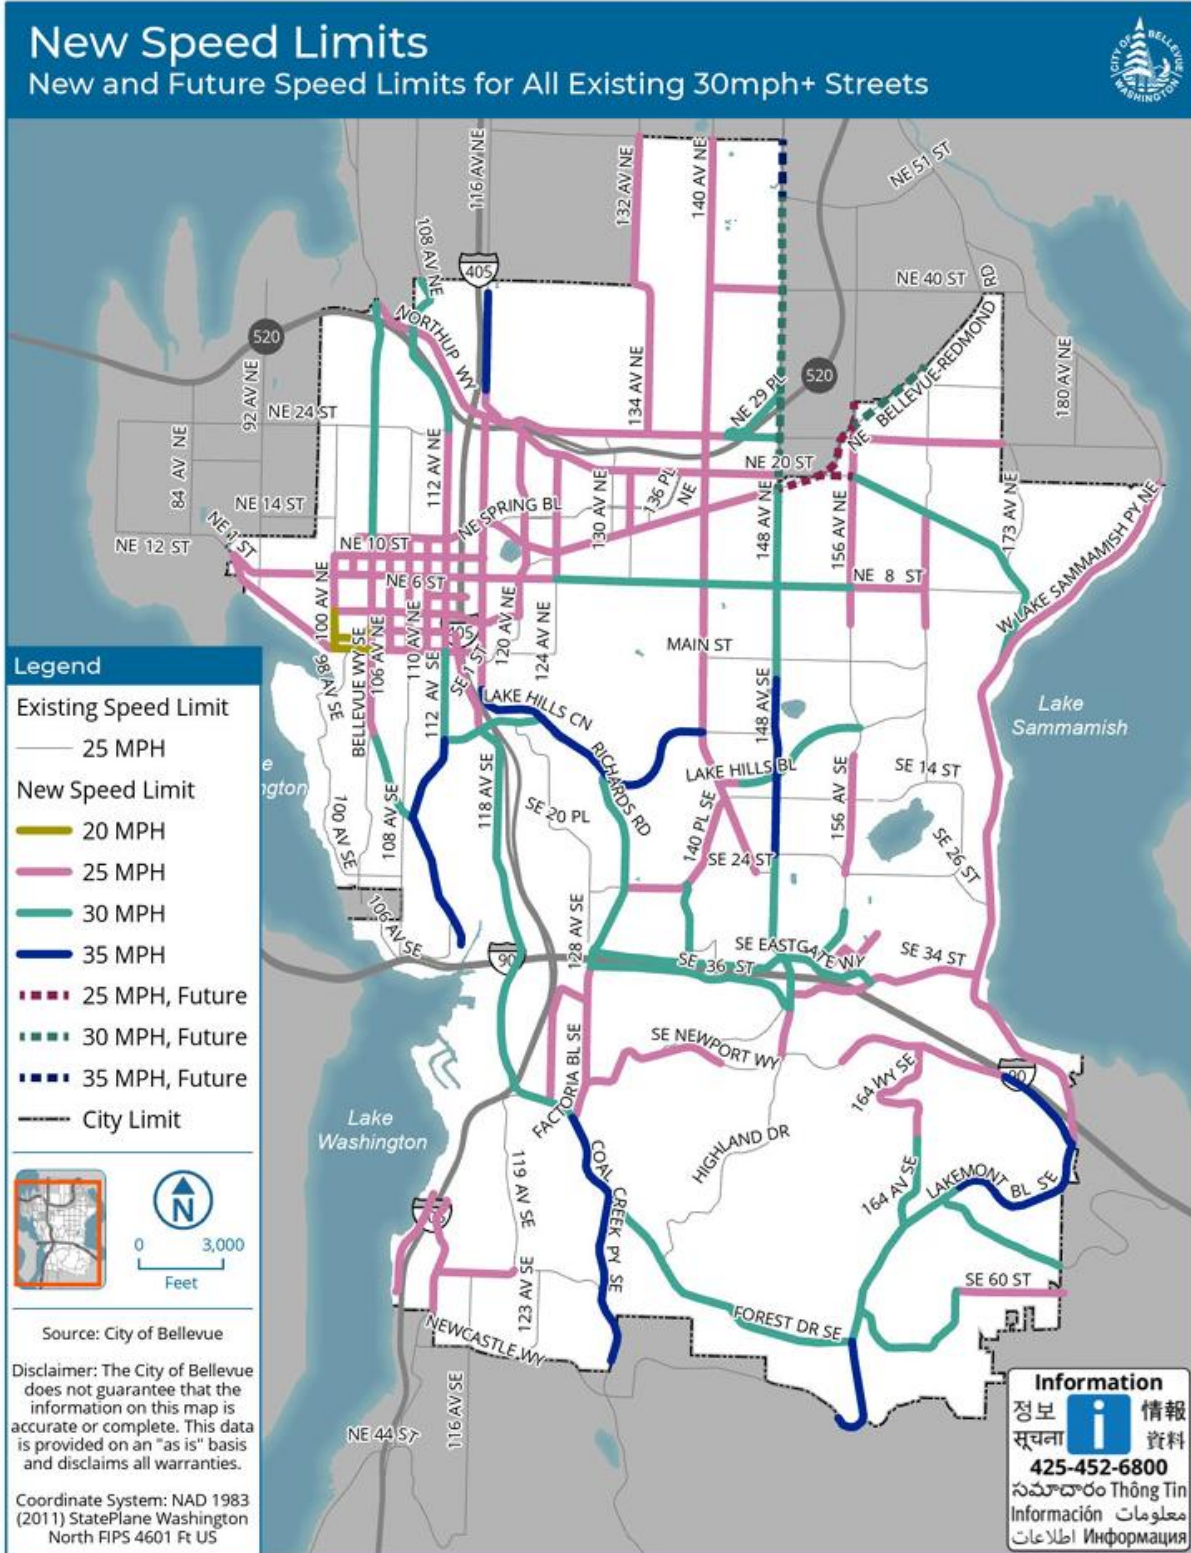 New Speed Limits
New and Future Speed Limits for All Existing 30mph+ Streets
CITY OF BELLEVUE
WASHINGTON
116 AV NE
132 AV NE
140 AV NE
NE 51 ST
108 AV NE
405
NE 40 ST
RD
520
NORTHUP WY
92 AV NE
134 AV NE
NE 29 PL
520
BELLEVUE-REDMOND
180 AV NE
NE 24 ST
84 AV NE
112 AV NE
NE
NE 20 ST
136 PL
NE
NE 14 ST
NE SPRING BL
130 AV NE
148 AV NE
156 AV NE
173 AV NE
W LAKE SAMMAMISH PY NE
NE 12 ST
NE 1 ST
NE 10 ST
NE 6 ST
NE 8 ST
100 AV NE
106 AV NE
110 AV NE
405
120 AV NE
124 AV NE
MAIN ST
98 AV SE
BELLEVUE WY SE
112 AV SE
SE 1 ST
LAKE HILLS CN
148 AV SE
Lake
Sammamish
RICHARDS RD
LAKE HILLS BL
SE 14 ST
118 AV SE
SE 20 PL
100 AV SE
108 AV SE
140 PL SE
156 AV SE
SE 24 ST
SE 26 ST
106 AV SE
128 AV SE
90
SE 36 ST
SE EASTGATE WY
SE 34 ST
FACTORIA BL SE
SE NEWPORT WY
164 WY SE
90
Lake
Washington
COAL CREEK PY SE
HIGHLAND DR
119 AV SE
164 AV SE
LAKEMONT BL SE
123 AV SE
SE 60 ST
FOREST DR SE
NEWCASTLE WY
116 AV SE
NE 44 ST
e
ngton
Legend
Existing Speed Limit
25 MPH
New Speed Limit
20 MPH
25 MPH
30 MPH
35 MPH
25 MPH, Future
30 MPH, Future
35 MPH, Future
City Limit
N
0 3,000
Feet
Source: City of Bellevue
Disclaimer: The City of Bellevue
does not guarantee that the
information on this map is
accurate or complete. This data
is provided on an "as is" basis
and disclaims all warranties.
Coordinate System: NAD 1983
(2011) StatePlane Washington
North FIPS 4601 Ft US
Information
정보 i 情報
सूचना 資料
425-452-6800
సమాచారం Thông Tin
Información معلومات
اطلاعات Информация